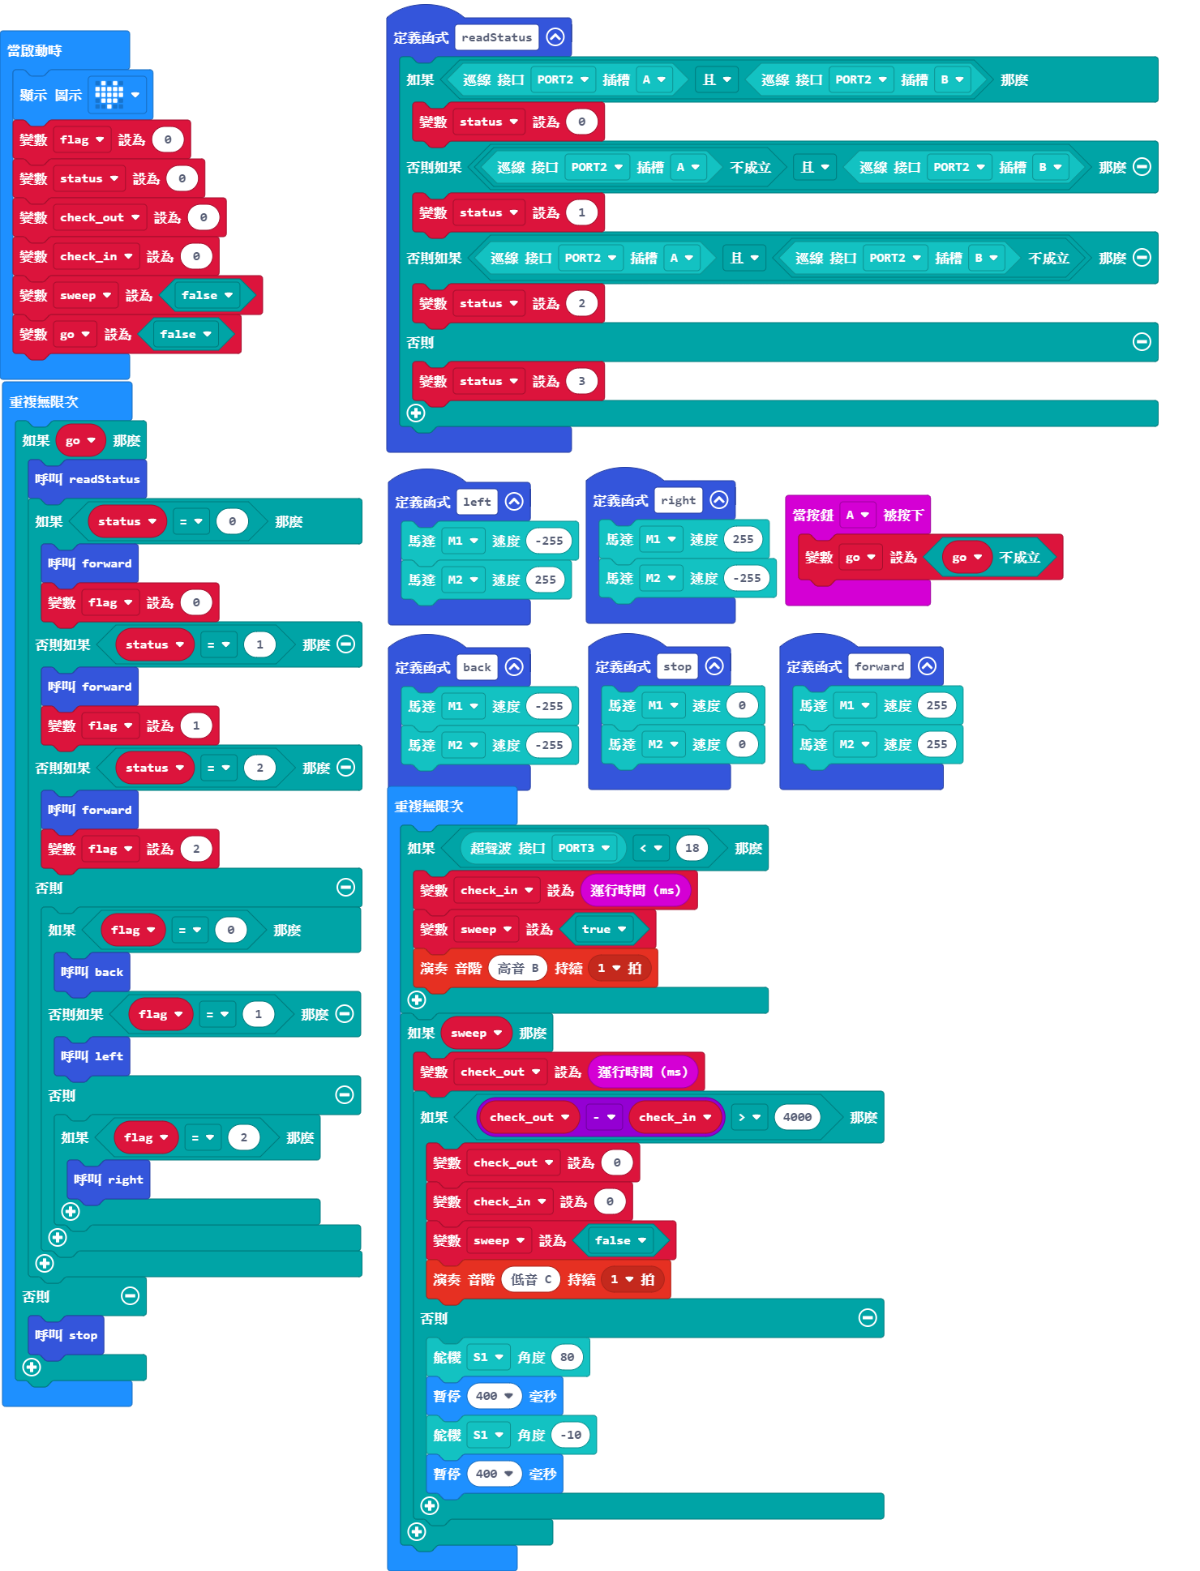 當啟動時
顯示 圖示
變數 flag 設為 0
變數 status 設為 0
變數 check_out 設為 0
變數 check_in 設為 0
變數 sweep 設為 false
變數 go 設為 false
重複無限次
如果 go 那麼
呼叫 readStatus
如果 status = 0 那麼
呼叫 forward
變數 flag 設為 0
否則如果 status = 1 那麼
呼叫 forward
變數 flag 設為 1
否則如果 status = 2 那麼
呼叫 forward
變數 flag 設為 2
否則
如果 flag = 0 那麼
呼叫 back
否則如果 flag = 1 那麼
呼叫 left
否則
如果 flag = 2 那麼
呼叫 right
否則
呼叫 stop
定義函式 readStatus
如果 巡線 接口 PORT2 插槽 A 且 巡線 接口 PORT2 插槽 B 那麼
變數 status 設為 0
否則如果 巡線 接口 PORT2 插槽 A 不成立 且 巡線 接口 PORT2 插槽 B 那麼
變數 status 設為 1
否則如果 巡線 接口 PORT2 插槽 A 且 巡線 接口 PORT2 插槽 B 不成立 那麼
變數 status 設為 2
否則
變數 status 設為 3
定義函式 left
馬達 M1 速度 -255
馬達 M2 速度 255
定義函式 right
馬達 M1 速度 255
馬達 M2 速度 -255
當按鈕 A 被按下
變數 go 設為 go 不成立
定義函式 back
馬達 M1 速度 -255
馬達 M2 速度 -255
定義函式 stop
馬達 M1 速度 0
馬達 M2 速度 0
定義函式 forward
馬達 M1 速度 255
馬達 M2 速度 255
重複無限次
如果 超聲波 接口 PORT3 < 18 那麼
變數 check_in 設為 運行時間 (ms)
變數 sweep 設為 true
演奏 音階 高音 B 持續 1 拍
如果 sweep 那麼
變數 check_out 設為 運行時間 (ms)
如果 check_out - check_in > 4000 那麼
變數 check_out 設為 0
變數 check_in 設為 0
變數 sweep 設為 false
演奏 音階 低音 C 持續 1 拍
否則
舵機 S1 角度 80
暫停 400 毫秒
舵機 S1 角度 -10
暫停 400 毫秒